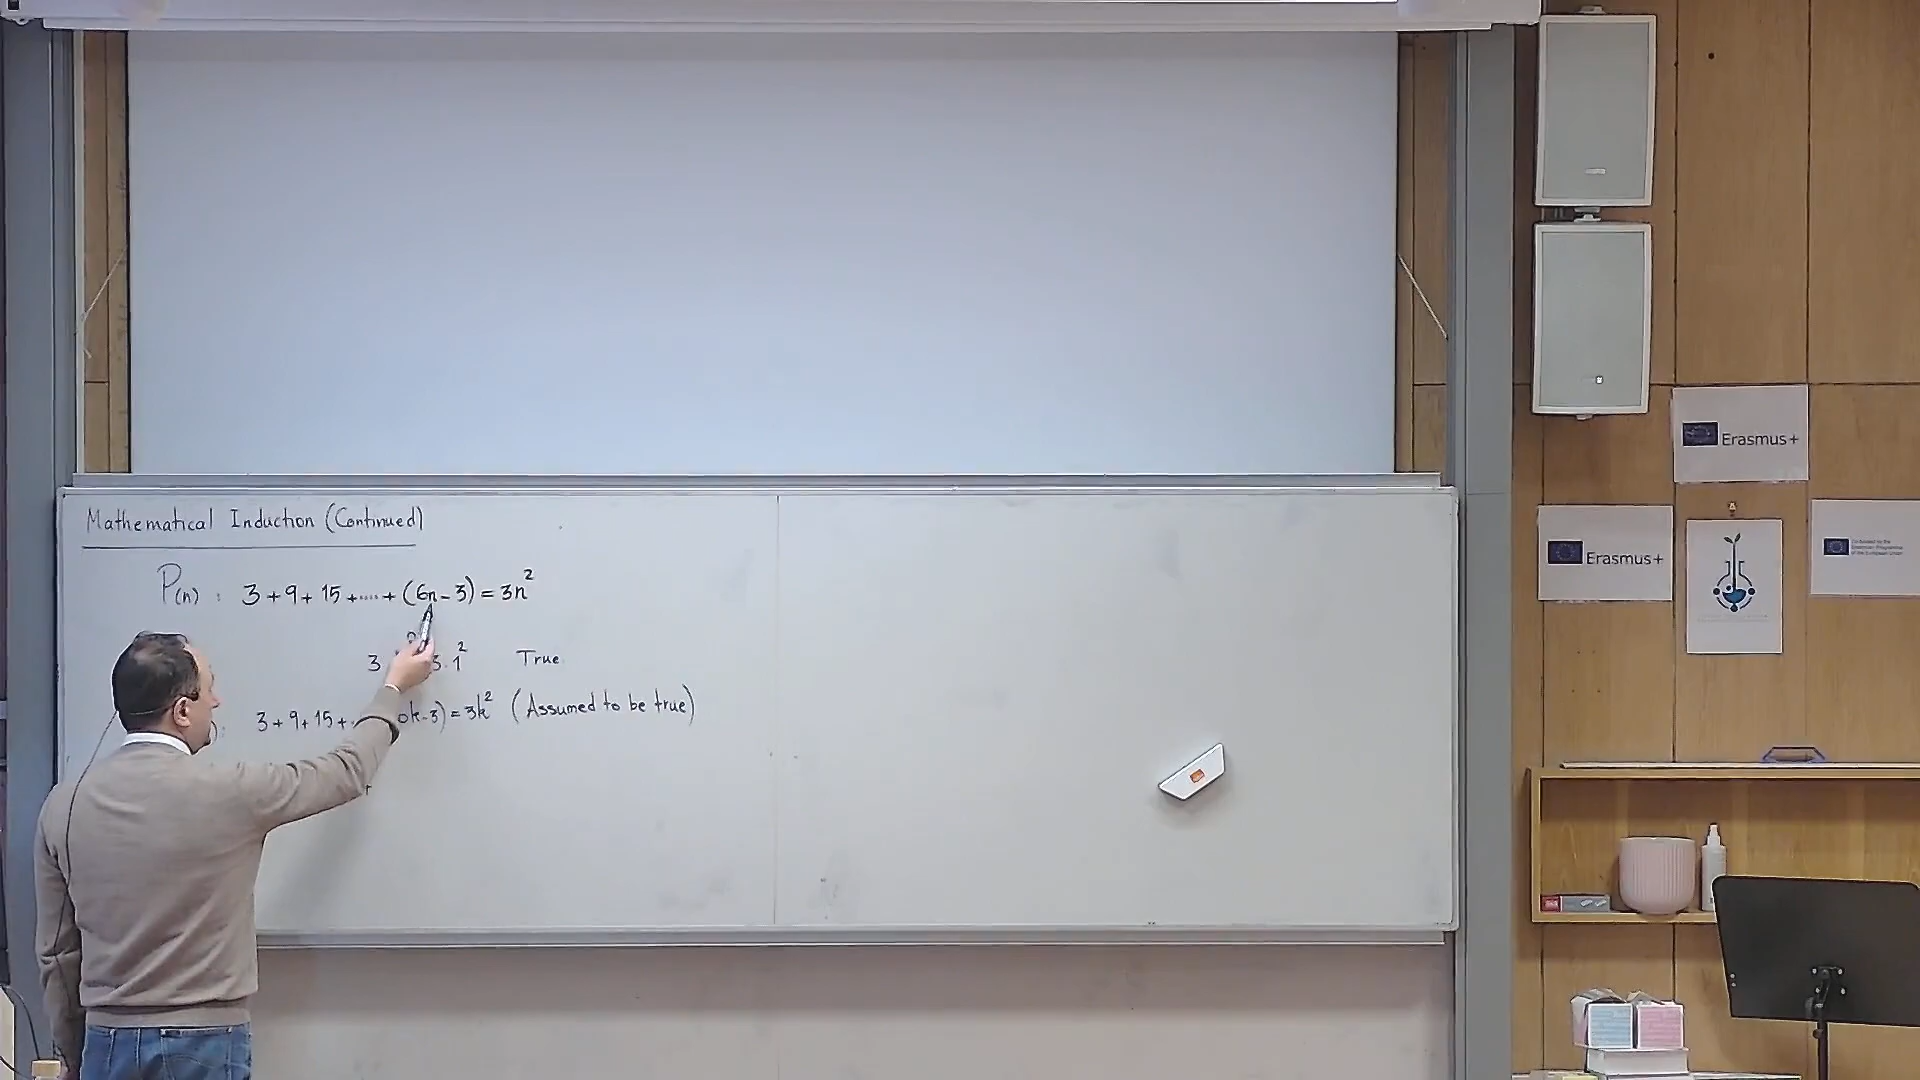 Mathematical Induction (Continued)
P(n) : 3 + 9 + 15 + ..... + (6n - 3) = 3n²
3 3 . 1² True
3 + 9 + 15 + k - 3) = 3k² (Assumed to be true)
Erasmus+
Erasmus+